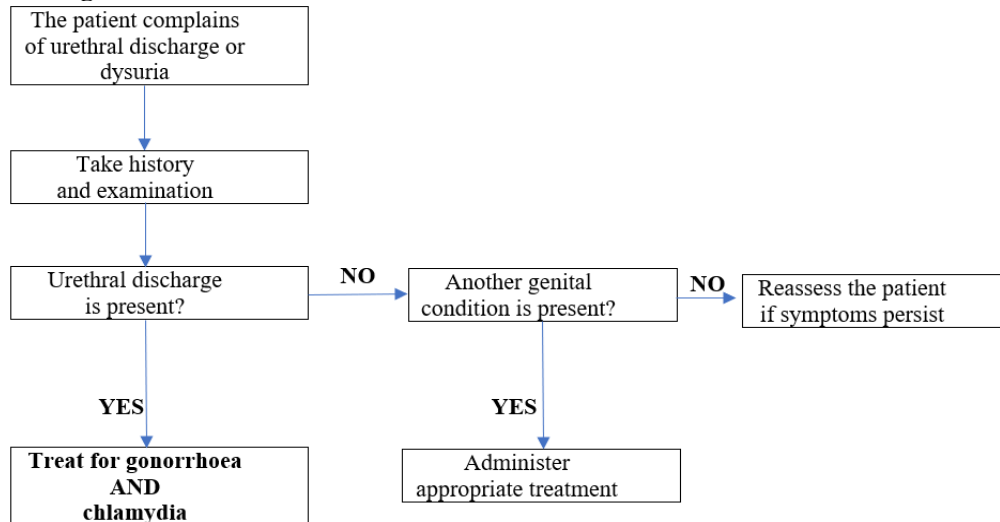 The patient complains
of urethral discharge or
dysuria
Take history
and examination
Urethral discharge
is present?
NO
Another genital
condition is present?
NO
Reassess the patient
if symptoms persist
YES
YES
Treat for gonorrhoea
AND
chlamydia
Administer
appropriate treatment